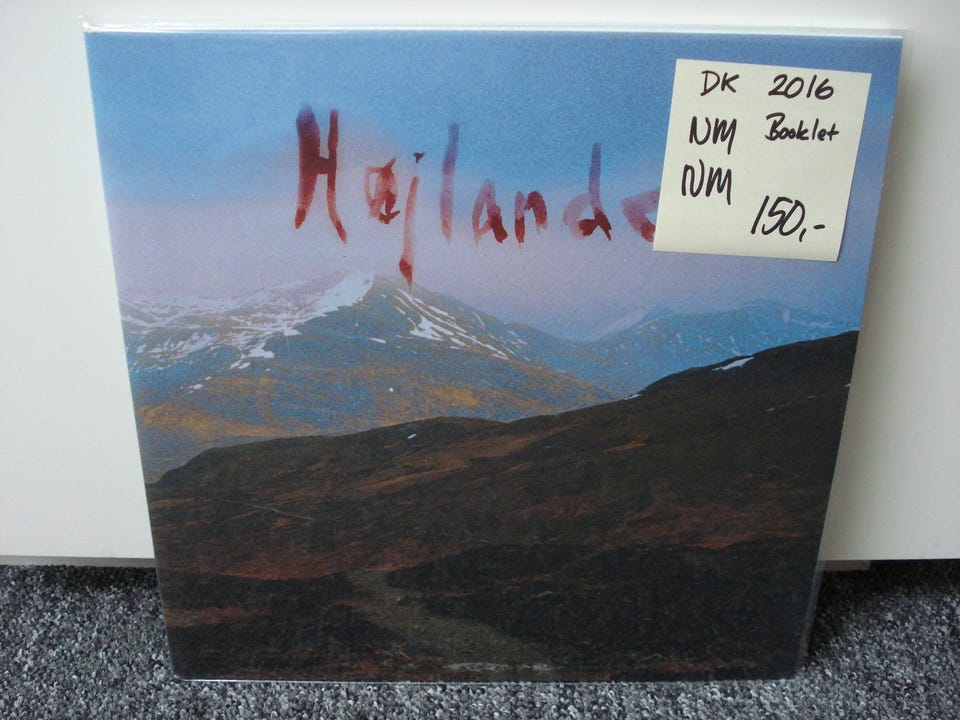 Højlande
DK 2016
NM Booklet
NM
150,-